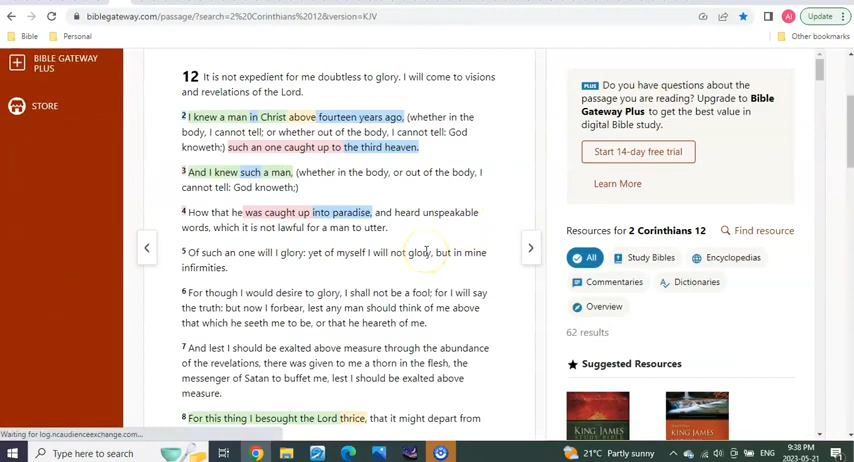 biblegateway.com/passage/?search=2%20Corinthians%2012&version=KJV
AI
Update
Bible
Personal
Other bookmarks
BIBLE GATEWAY
PLUS
STORE
12 It is not expedient for me doubtless to glory. I will come to visions
and revelations of the Lord.
2 I knew a man in Christ above fourteen years ago, (whether in the
body, I cannot tell; or whether out of the body, I cannot tell: God
knoweth;) such an one caught up to the third heaven.
3 And I knew such a man, (whether in the body, or out of the body, I
cannot tell: God knoweth;)
4 How that he was caught up into paradise, and heard unspeakable
words, which it is not lawful for a man to utter.
5 Of such an one will I glory: yet of myself I will not glory, but in mine
infirmities.
6 For though I would desire to glory, I shall not be a fool; for I will say
the truth: but now I forbear, lest any man should think of me above
that which he seeth me to be, or that he heareth of me.
7 And lest I should be exalted above measure through the abundance
of the revelations, there was given to me a thorn in the flesh, the
messenger of Satan to buffet me, lest I should be exalted above
measure.
8 For this thing I besought the Lord thrice, that it might depart from
PLUS Do you have questions about the
passage you are reading? Upgrade to Bible
Gateway Plus to get the best value in
digital Bible study.
Start 14-day free trial
Learn More
Resources for 2 Corinthians 12
Find resource
All
Study Bibles
Encyclopedias
Commentaries
Dictionaries
Overview
62 results
Suggested Resources
KING JAMES
KING JAMES
Waiting for log.ncaudienceexchange.com...
Type here to search
21°C Partly sunny
ENG
9:38 PM
2023-05-21